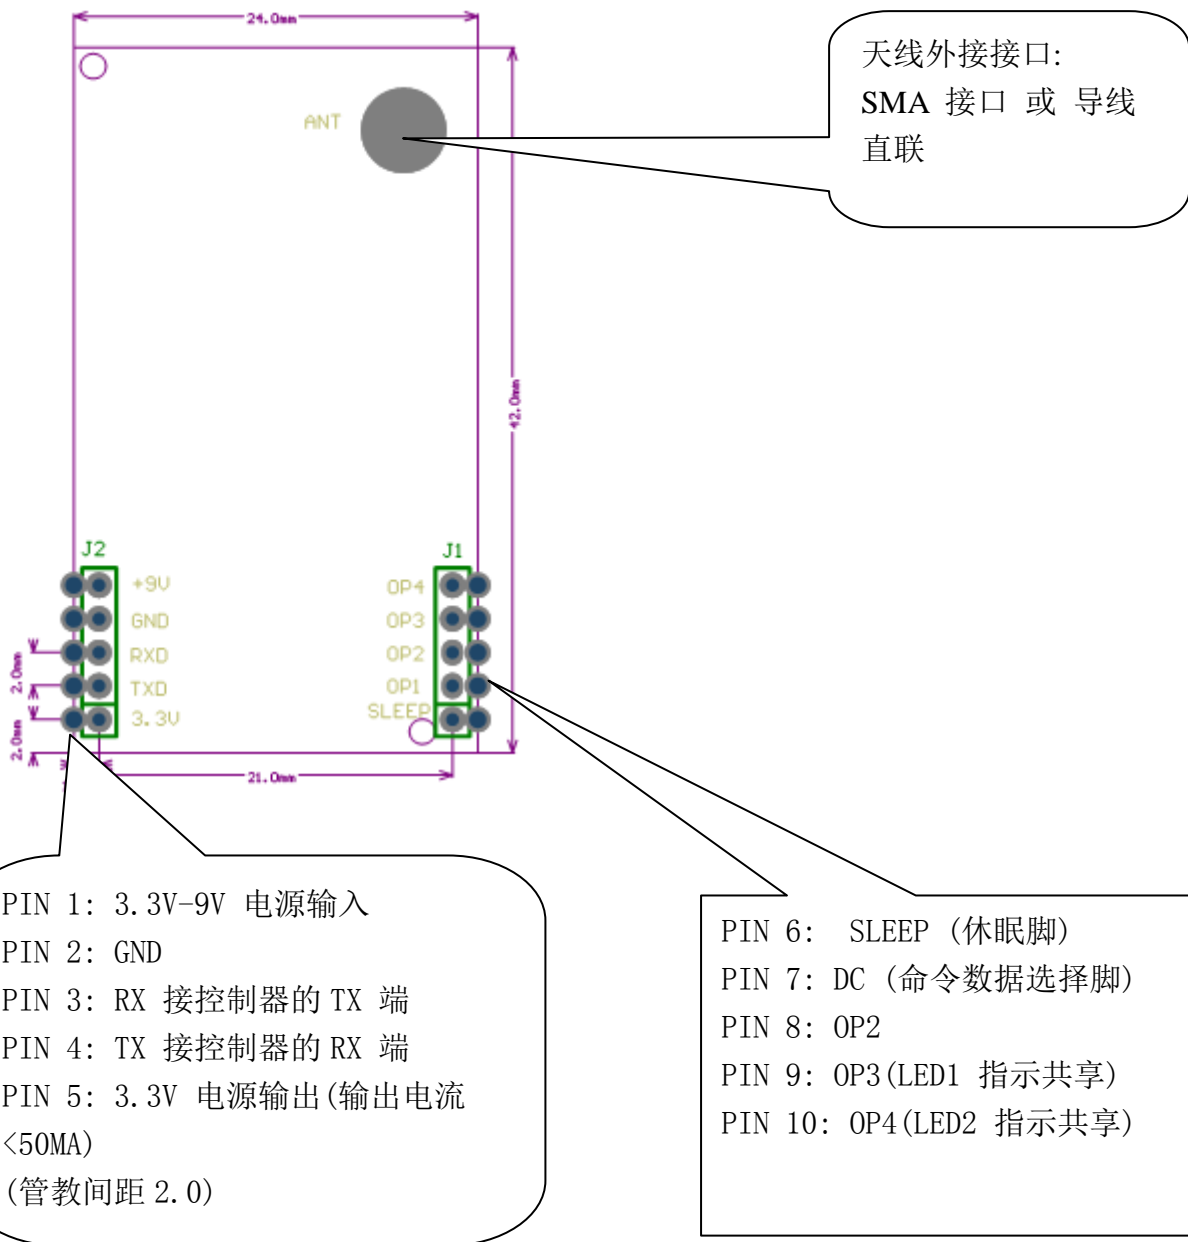 24.0mm
天线外接接口:
SMA 接口 或 导线
直联
ANT
42.0mm
J2
J1
+9V
GND
RXD
TXD
3.3V
OP4
OP3
OP2
OP1
SLEEP
2.0mm
2.0mm
21.0mm
PIN 1: 3.3V-9V 电源输入
PIN 2: GND
PIN 3: RX 接控制器的 TX 端
PIN 4: TX 接控制器的 RX 端
PIN 5: 3.3V 电源输出(输出电流
<50MA)
(管教间距 2.0)
PIN 6: SLEEP (休眠脚)
PIN 7: DC (命令数据选择脚)
PIN 8: OP2
PIN 9: OP3(LED1 指示共享)
PIN 10: OP4(LED2 指示共享)